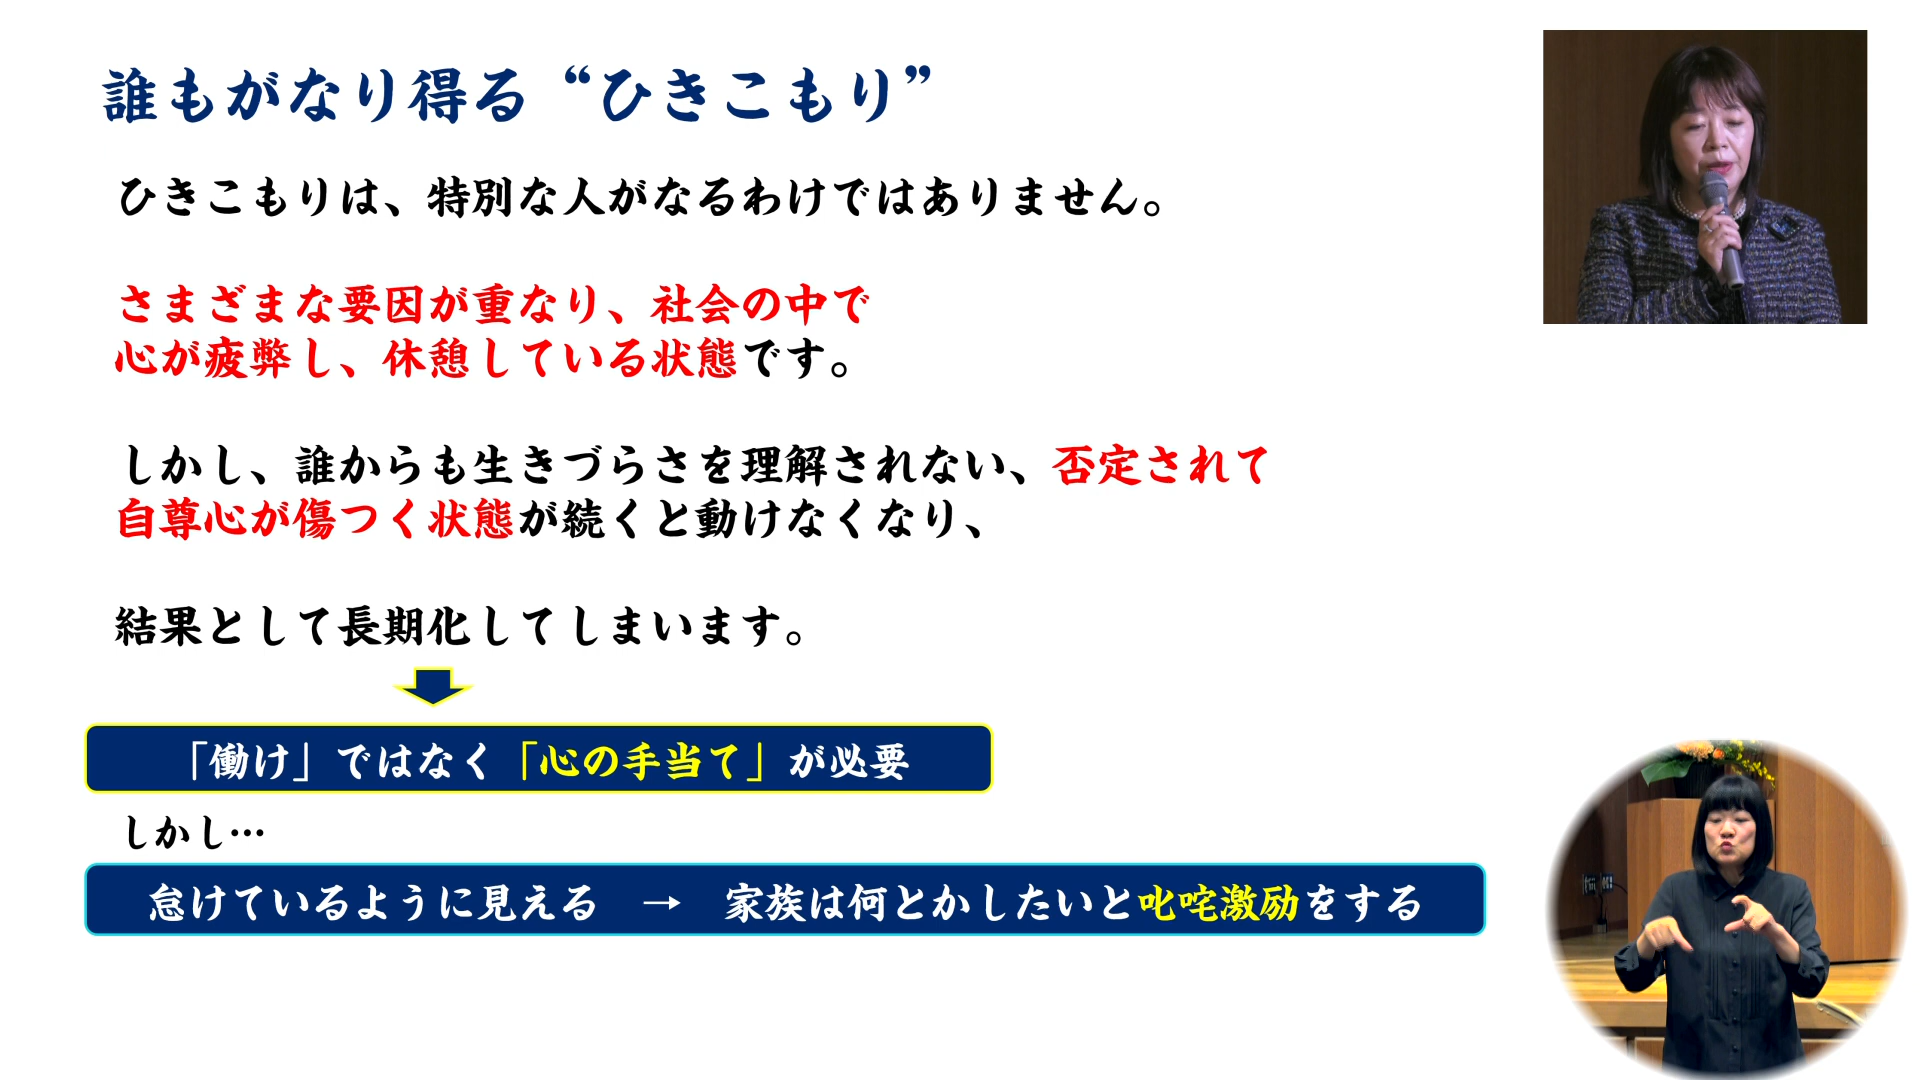 誰もがなり得る“ひきこもり”
ひきこもりは、特別な人がなるわけではありません。
さまざまな要因が重なり、社会の中で
心が疲弊し、休憩している状態です。
しかし、誰からも生きづらさを理解されない、否定されて
自尊心が傷つく状態が続くと動けなくなり、
結果として長期化してしまいます。
「働け」ではなく「心の手当て」が必要
しかし…
怠けているように見える　→　家族は何とかしたいと叱咤激励をする